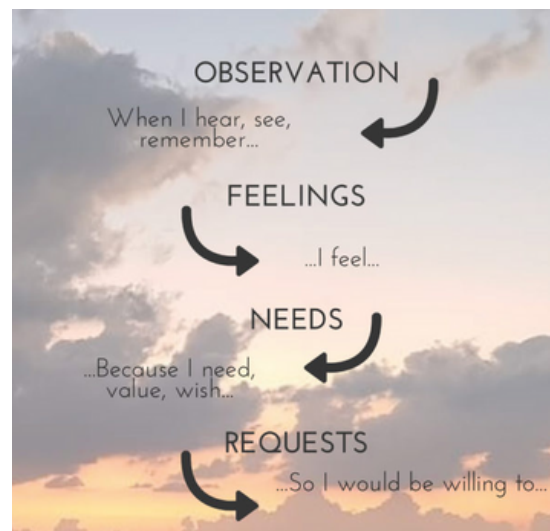 OBSERVATION
When I hear, see,
remember...
FEELINGS
...I feel...
NEEDS
...Because I need,
value, wish...
REQUESTS
...So I would be willing to...